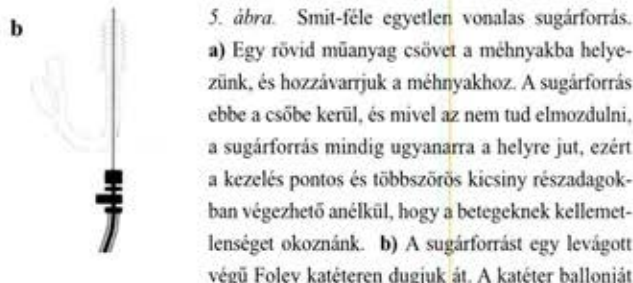 b
5. ábra. Smit-féle egyetlen vonalas sugárforrás.
a) Egy rövid műanyag csövet a méhnyakba helye-
zünk, és hozzávarrjuk a méhnyakhoz. A sugárforrás
ebbe a csőbe kerül, és mivel az nem tud elmozdulni,
a sugárforrás mindig ugyanarra a helyre jut, ezért
a kezelés pontos és többszörös kicsiny részadagok-
ban végezhető anélkül, hogy a betegeknek kellemet-
lenséget okoznánk. b) A sugárforrást egy levágott
végű Foley katéteren dugjuk át. A katéter ballonját